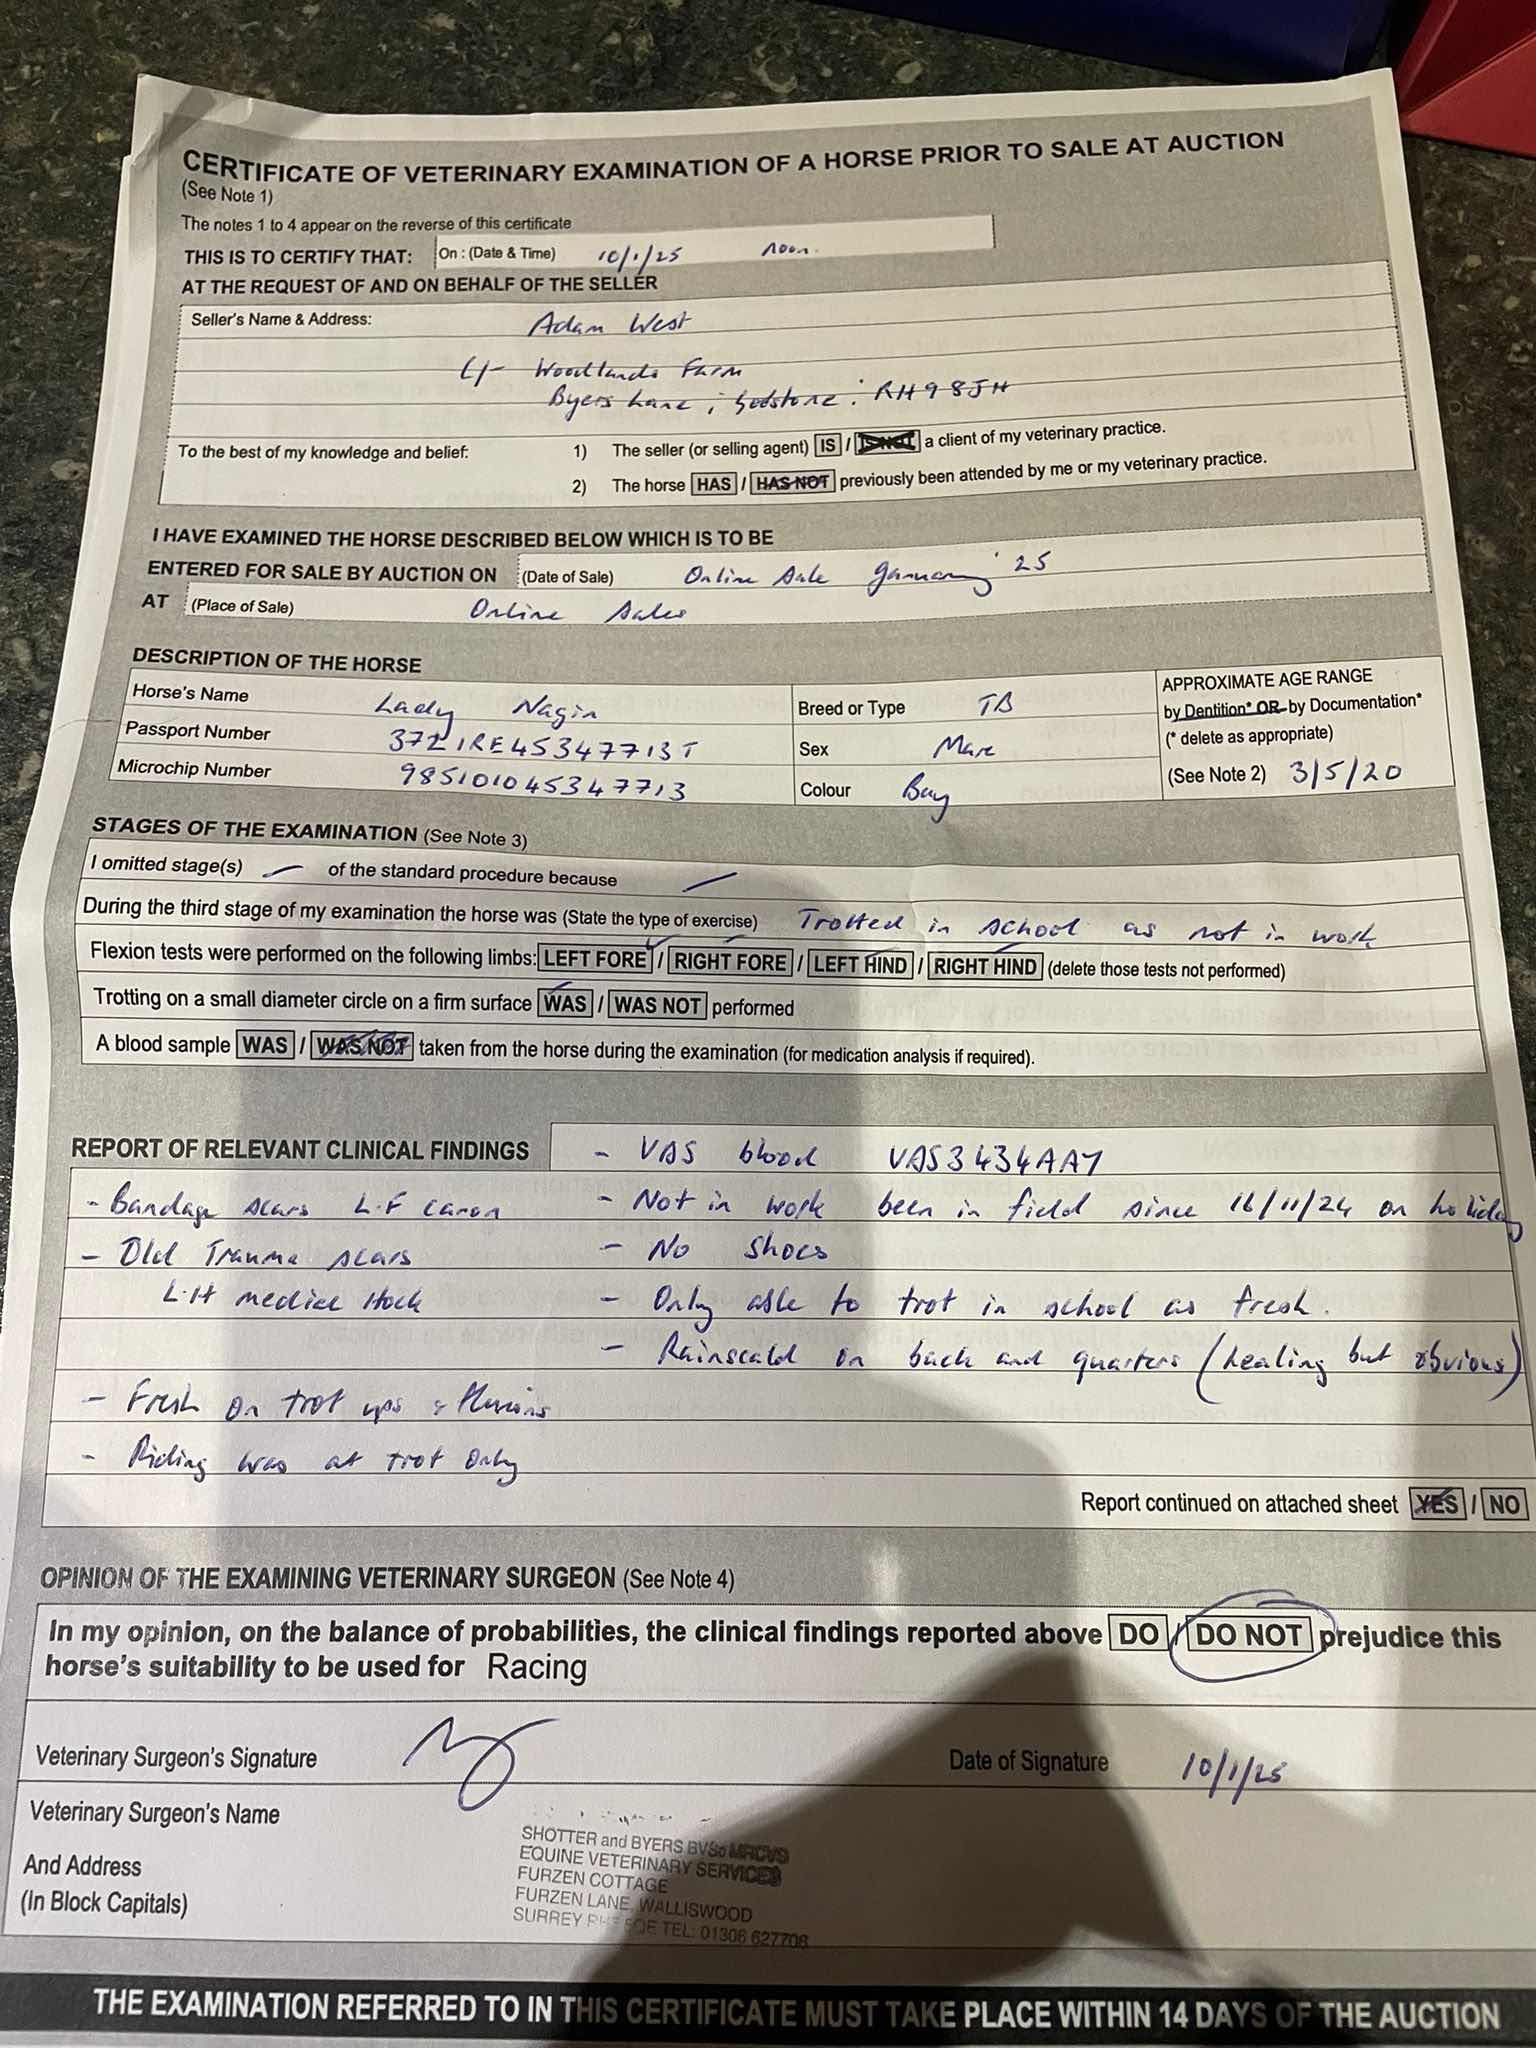 CERTIFICATE OF VETERINARY EXAMINATION OF A HORSE PRIOR TO SALE AT AUCTION
(See Note 1)
The notes 1 to 4 appear on the reverse of this certificate
THIS IS TO CERTIFY THAT: On : (Date & Time) 10/1/25 noon.
AT THE REQUEST OF AND ON BEHALF OF THE SELLER
Seller's Name & Address: Adam West
C/- Woodlands Farm
Byers Lane, Godstone. RH9 8JH
To the best of my knowledge and belief: 1) The seller (or selling agent) IS / IS NOT a client of my veterinary practice.
2) The horse HAS / HAS NOT previously been attended by me or my veterinary practice.
I HAVE EXAMINED THE HORSE DESCRIBED BELOW WHICH IS TO BE
ENTERED FOR SALE BY AUCTION ON (Date of Sale) Online Sale January '25
AT (Place of Sale) Online Sales
DESCRIPTION OF THE HORSE
Horse's Name Lady Nagin Breed or Type TB
Passport Number 372IRE45347713T Sex Mare
Microchip Number 985101045347713 Colour Bay
APPROXIMATE AGE RANGE
by Dentition* OR by Documentation*
(* delete as appropriate)
(See Note 2) 3/5/20
STAGES OF THE EXAMINATION (See Note 3)
I omitted stage(s) — of the standard procedure because —
During the third stage of my examination the horse was (State the type of exercise) Trotted in school as not in work
Flexion tests were performed on the following limbs: LEFT FORE / RIGHT FORE / LEFT HIND / RIGHT HIND (delete those tests not performed)
Trotting on a small diameter circle on a firm surface WAS / WAS NOT performed
A blood sample WAS / WAS NOT taken from the horse during the examination (for medication analysis if required).
REPORT OF RELEVANT CLINICAL FINDINGS - VAS blood VAS3434AAY
- Bandage scars L.F canon - Not in work been in field since 16/11/24 on holiday
- Old Trauma scars - No shoes
L.H medial Hock - Only able to trot in school as fresh.
- Rainscald on back and quarters (healing but obvious)
- Fresh on trot ups & flexions
- Riding was at trot only
Report continued on attached sheet YES / NO
OPINION OF THE EXAMINING VETERINARY SURGEON (See Note 4)
In my opinion, on the balance of probabilities, the clinical findings reported above DO / DO NOT prejudice this
horse's suitability to be used for Racing
Veterinary Surgeon's Signature Date of Signature 10/1/25
Veterinary Surgeon's Name
And Address
(In Block Capitals)
SHOTTER and BYERS BVSc MRCVS
EQUINE VETERINARY SERVICES
FURZEN COTTAGE
FURZEN LANE, WALLISWOOD
SURREY TEL: 01306 627706
THE EXAMINATION REFERRED TO IN THIS CERTIFICATE MUST TAKE PLACE WITHIN 14 DAYS OF THE AUCTION